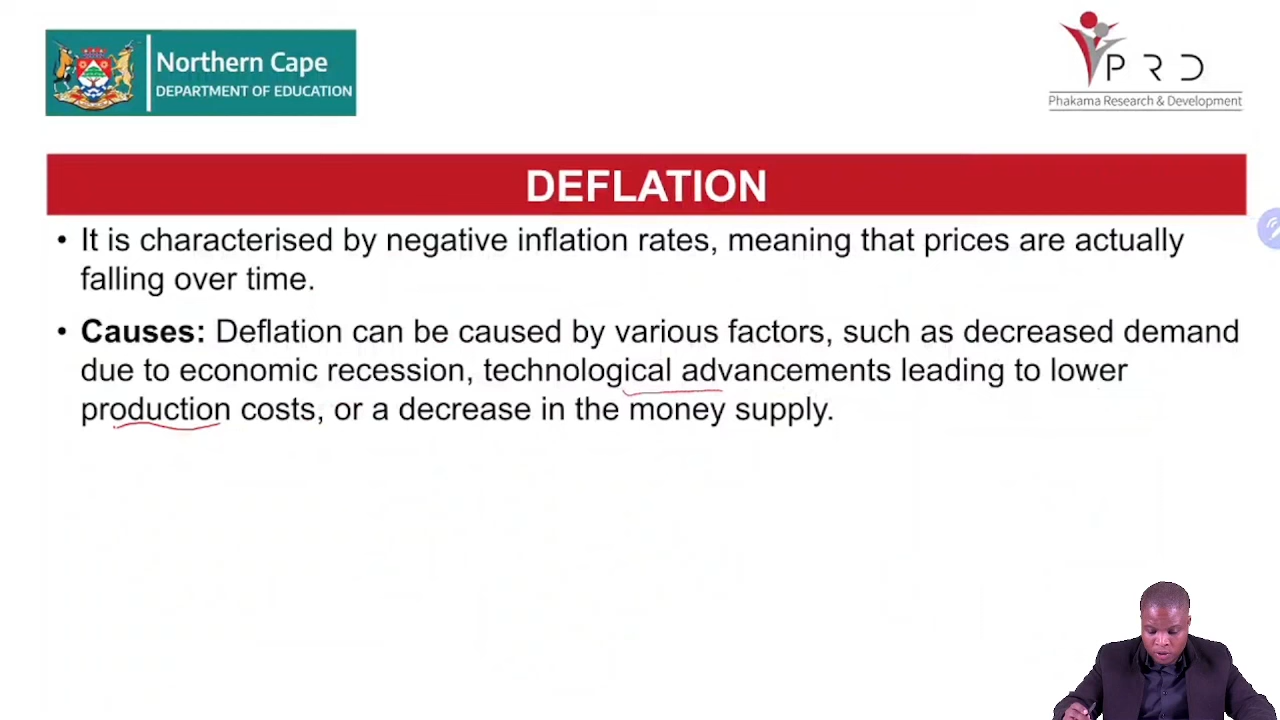 Northern Cape
DEPARTMENT OF EDUCATION
P R D
Phakama Research & Development
DEFLATION
• It is characterised by negative inflation rates, meaning that prices are actually
falling over time.
• Causes: Deflation can be caused by various factors, such as decreased demand
due to economic recession, technological advancements leading to lower
production costs, or a decrease in the money supply.